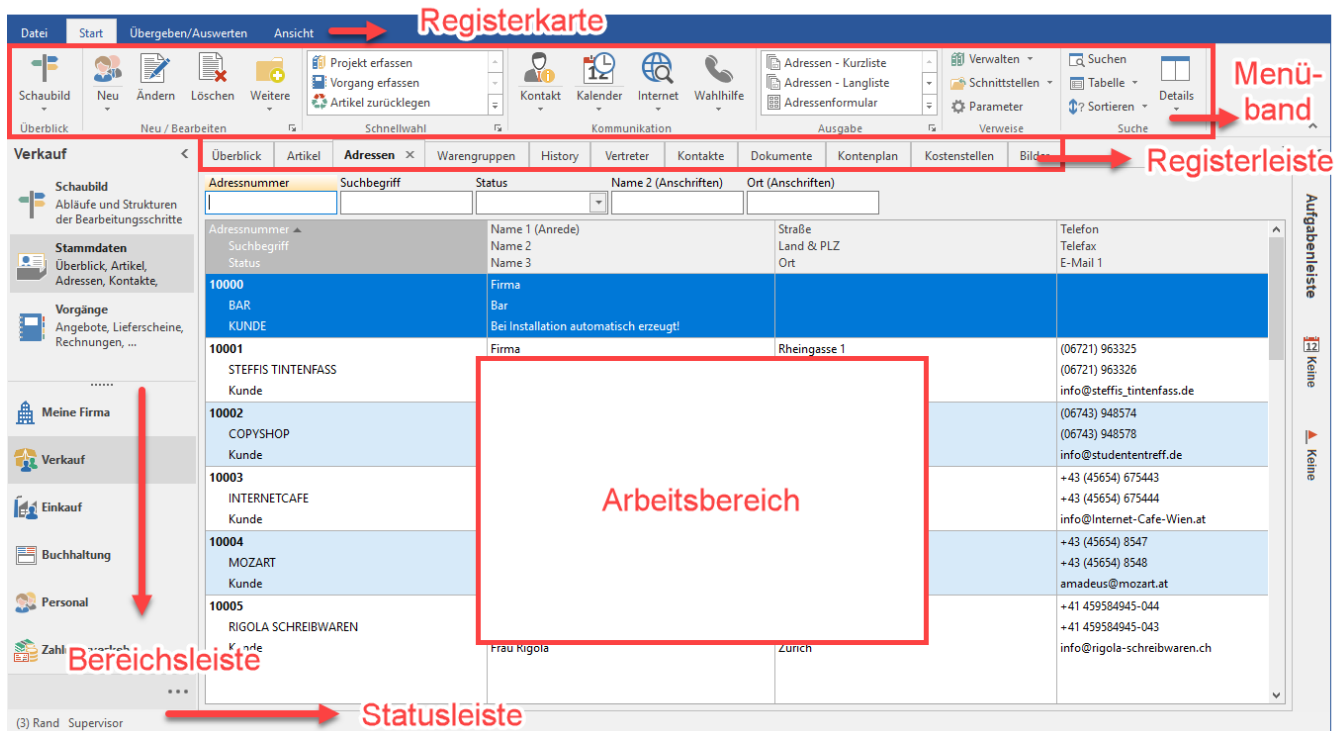 Datei Start Übergeben/Auswerten Ansicht Registerkarte
Projekt erfassen Adressen - Kurzliste Verwalten Suchen
Vorgang erfassen Adressen - Langliste Schnittstellen Tabelle
Schaubild Neu Ändern Löschen Weitere Artikel zurücklegen Kontakt Kalender Internet Wahlhilfe Adressenformular Parameter Sortieren Details
Menü-
band
Überblick Neu / Bearbeiten Schnellwahl Kommunikation Ausgabe Verweise Suche
Verkauf
Überblick Artikel Adressen Warengruppen History Vertreter Kontakte Dokumente Kontenplan Kostenstellen Registerleiste
Schaubild
Abläufe und Strukturen
der Bearbeitungsschritte
Stammdaten
Überblick, Artikel,
Adressen, Kontakte,
Vorgänge
Angebote, Lieferscheine,
Rechnungen, ...
Meine Firma
Verkauf
Einkauf
Buchhaltung
Personal
Bereichsleiste
Adressnummer Suchbegriff Status Name 2 (Anschriften) Ort (Anschriften)
Adressnummer Name 1 (Anrede) Straße Telefon
Suchbegriff Name 2 Land & PLZ Telefax
Status Name 3 Ort E-Mail 1
10000 Firma
BAR Bar
KUNDE Bei Installation automatisch erzeugt!
10001 Firma Rheingasse 1 (06721) 963325
STEFFIS TINTENFASS (06721) 963326
Kunde info@steffis_tintenfass.de
10002 (06743) 948574
COPYSHOP (06743) 948578
Kunde info@studententreff.de
10003 +43 (45654) 675443
INTERNETCAFE +43 (45654) 675444
Kunde info@Internet-Cafe-Wien.at
Arbeitsbereich
10004 +43 (45654) 8547
MOZART +43 (45654) 8548
Kunde amadeus@mozart.at
10005 +41 459584945-044
RIGOLA SCHREIBWAREN +41 459584945-043
Kunde Frau Rigola Zürich info@rigola-schreibwaren.ch
Aufgabenleiste
12 Keine
Keine
(3) Rand Supervisor Statusleiste